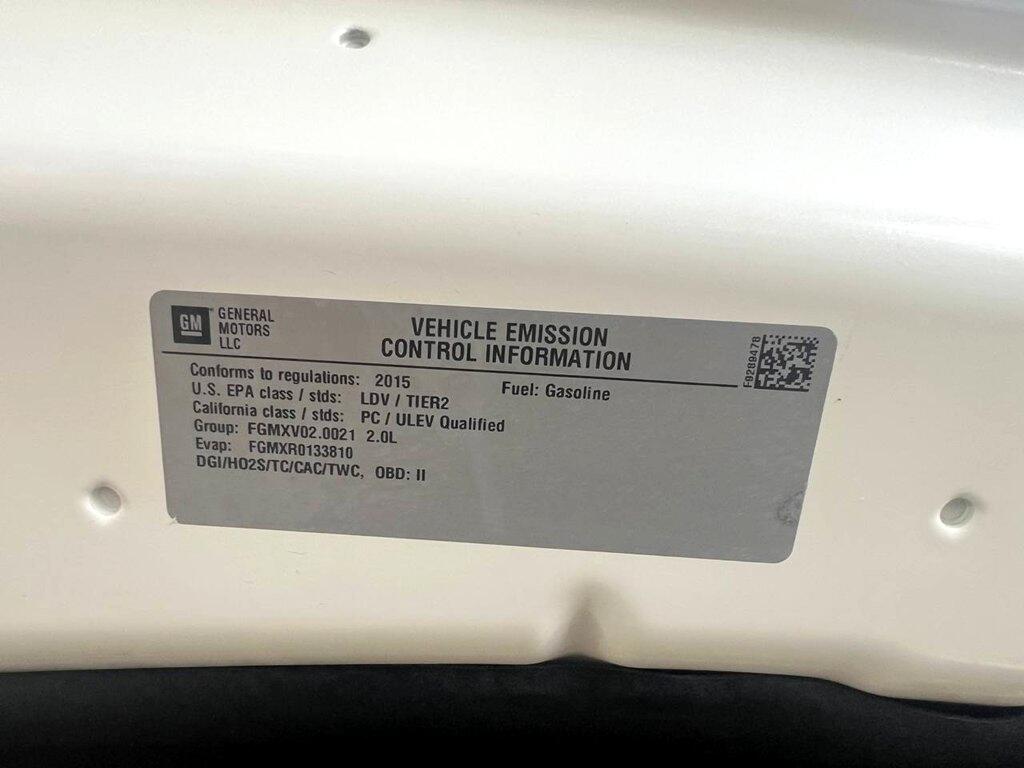 GM
GENERAL
MOTORS
LLC
VEHICLE EMISSION
CONTROL INFORMATION
F9289478
Conforms to regulations: 2015
Fuel: Gasoline
U.S. EPA class / stds: LDV / TIER2
California class / stds: PC / ULEV Qualified
Group: FGMXV02.0021 2.0L
Evap: FGMXR0133810
DGI/HO2S/TC/CAC/TWC, OBD: II